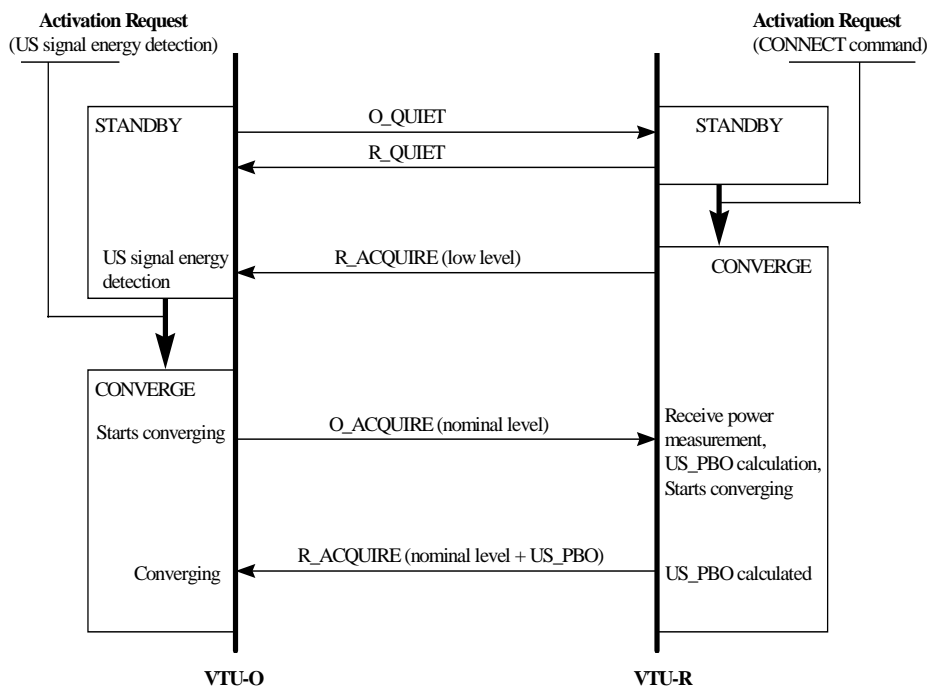 Activation Request
(US signal energy detection)
Activation Request
(CONNECT command)
STANDBY
O_QUIET
STANDBY
R_QUIET
US signal energy
detection
R_ACQUIRE (low level)
CONVERGE
CONVERGE
Starts converging
O_ACQUIRE (nominal level)
Receive power
measurement,
US_PBO calculation,
Starts converging
Converging
R_ACQUIRE (nominal level + US_PBO)
US_PBO calculated
VTU-O
VTU-R